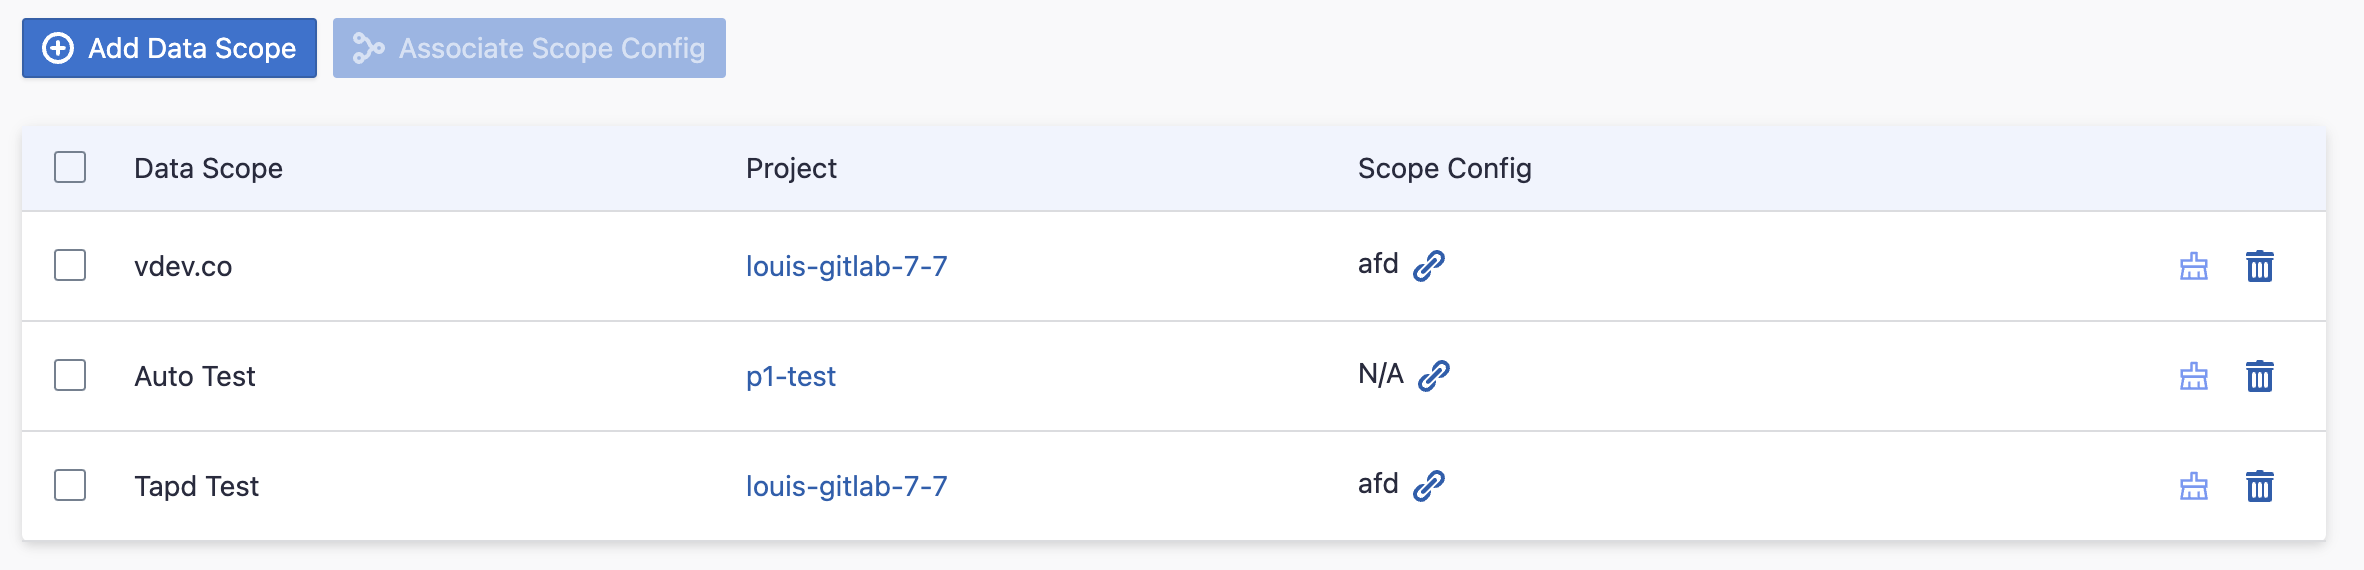 Add Data Scope Associate Scope Config
Data Scope Project Scope Config
vdev.co louis-gitlab-7-7 afd
Auto Test p1-test N/A
Tapd Test louis-gitlab-7-7 afd